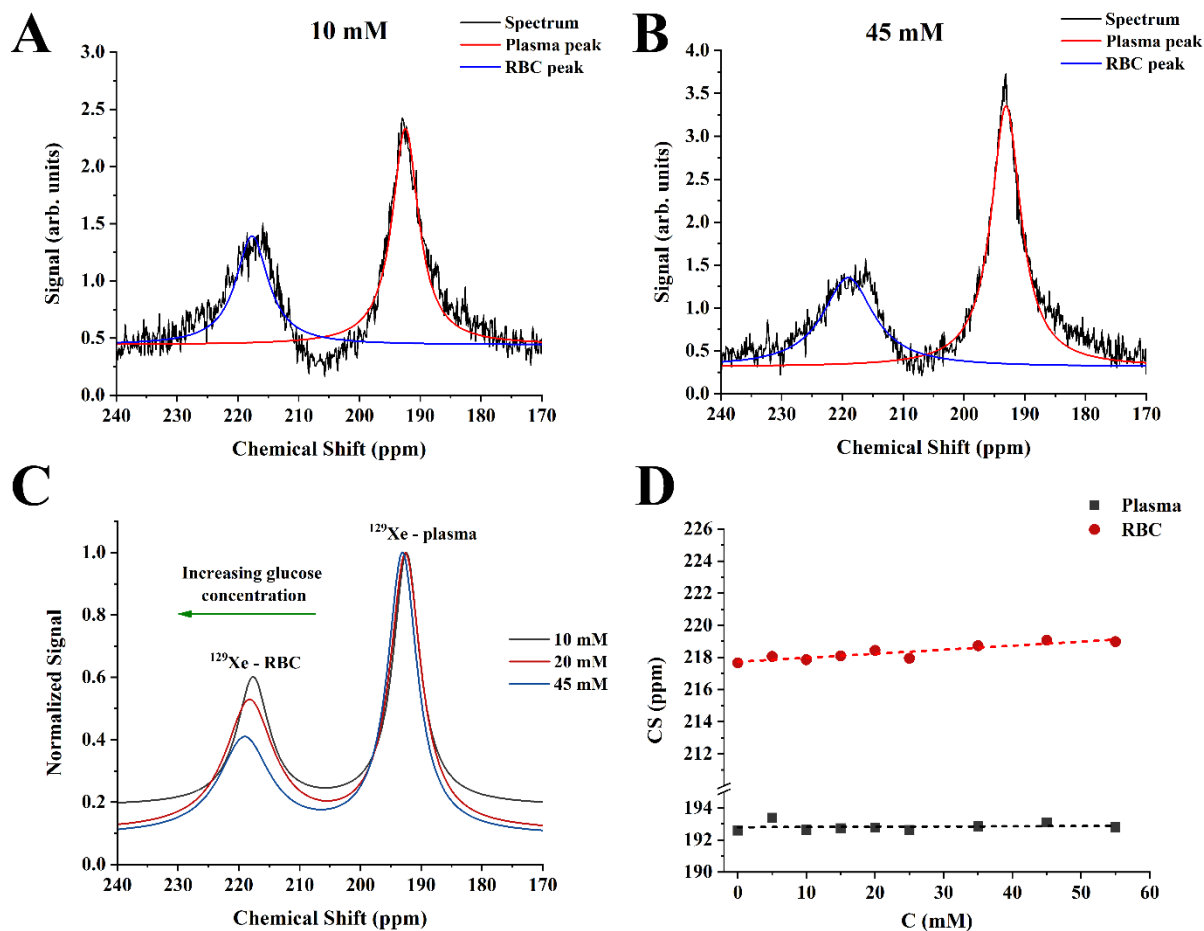 A
10 mM
Spectrum
Plasma peak
RBC peak
3.0
2.5
2.0
1.5
1.0
0.5
0.0
Signal (arb. units)
240 230 220 210 200 190 180 170
Chemical Shift (ppm)
B
45 mM
Spectrum
Plasma peak
RBC peak
4.0
3.5
3.0
2.5
2.0
1.5
1.0
0.5
0.0
Signal (arb. units)
240 230 220 210 200 190 180 170
Chemical Shift (ppm)
C
¹²⁹Xe - plasma
Increasing glucose
concentration
¹²⁹Xe - RBC
10 mM
20 mM
45 mM
1.0
0.8
0.6
0.4
0.2
0.0
Normalized Signal
240 230 220 210 200 190 180 170
Chemical Shift (ppm)
D
Plasma
RBC
226
224
222
220
218
216
214
212
194
192
190
CS (ppm)
0 10 20 30 40 50 60
C (mM)